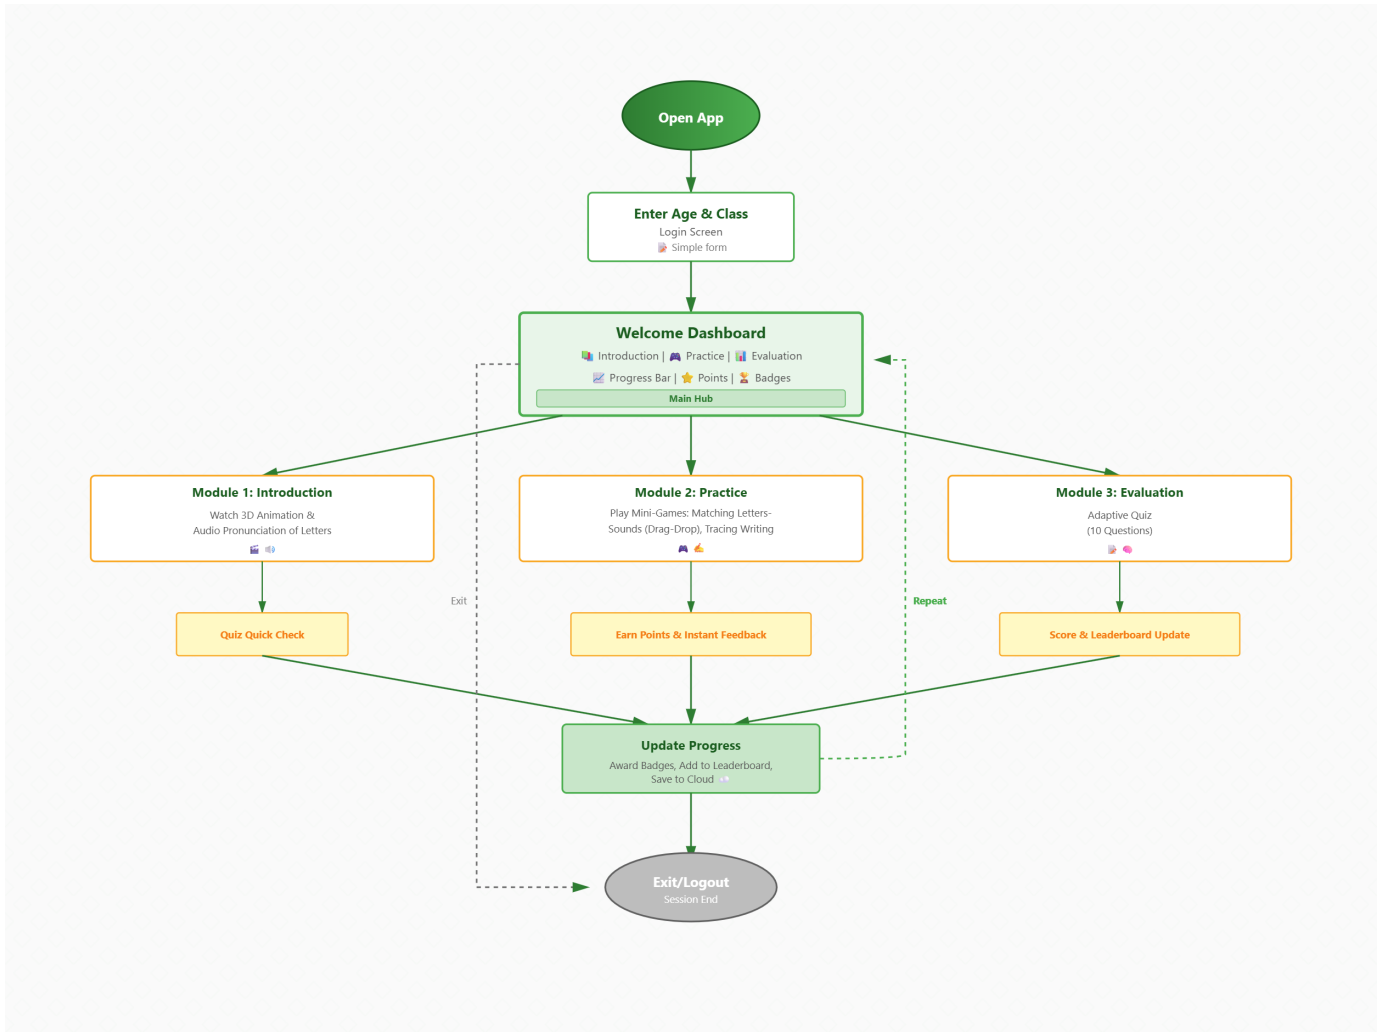 Open App
Enter Age & Class
Login Screen
📝 Simple form
Welcome Dashboard
📚 Introduction | 🎮 Practice | 📊 Evaluation
📈 Progress Bar | ⭐ Points | 🏆 Badges
Main Hub
Module 1: Introduction
Watch 3D Animation &
Audio Pronunciation of Letters
🎬 🔊
Module 2: Practice
Play Mini-Games: Matching Letters-
Sounds (Drag-Drop), Tracing Writing
🎮 ✍️
Module 3: Evaluation
Adaptive Quiz
(10 Questions)
📝 🧠
Exit
Repeat
Quiz Quick Check
Earn Points & Instant Feedback
Score & Leaderboard Update
Update Progress
Award Badges, Add to Leaderboard,
Save to Cloud ☁️
Exit/Logout
Session End